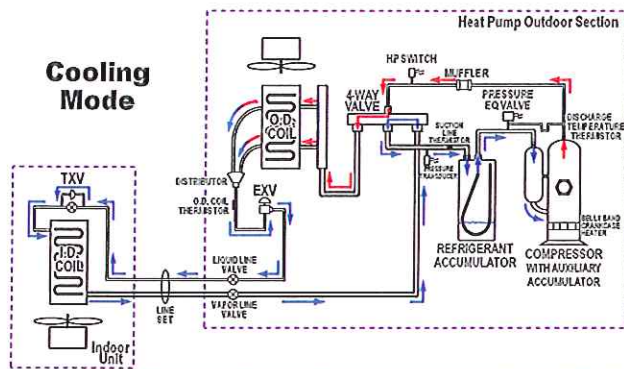 Heat Pump Outdoor Section
Cooling
Mode
HP SWITCH
MUFFLER
4-WAY
VALVE
PRESSURE
EQ VALVE
DISCHARGE
TEMPERATURE
THERMISTOR
SUCTION
LINE
THERMISTOR
PRESSURE
TRANSDUCER
O.D.
COIL
DISTRIBUTOR
O.D. COIL
THERMISTOR
EXV
TXV
I.D.
COIL
LIQUID LINE
VALVE
LINE
SET
VAPOR LINE
VALVE
REFRIGERANT
ACCUMULATOR
BELLY BAND
CRANKCASE
HEATER
COMPRESSOR
WITH AUXILIARY
ACCUMULATOR
Indoor
Unit